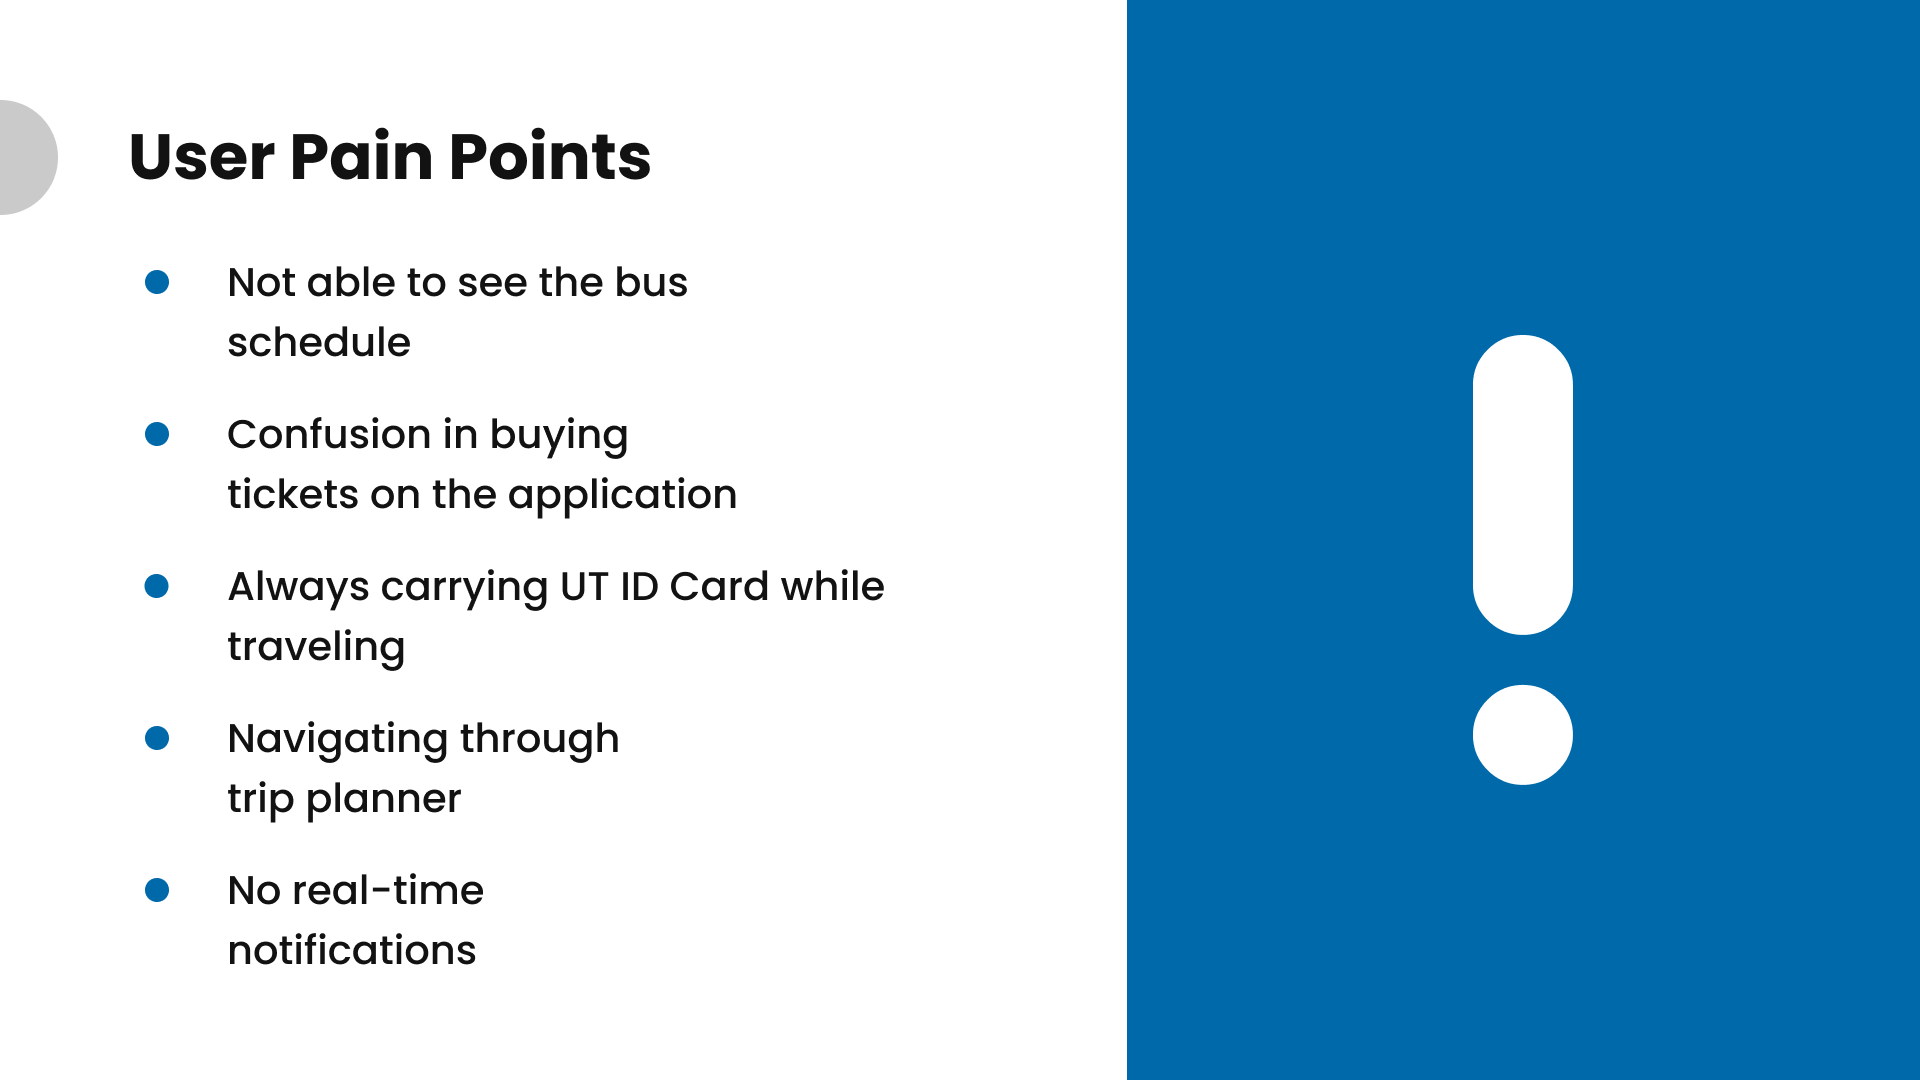 User Pain Points
Not able to see the bus
schedule
Confusion in buying
tickets on the application
Always carrying UT ID Card while
traveling
Navigating through
trip planner
No real-time
notifications